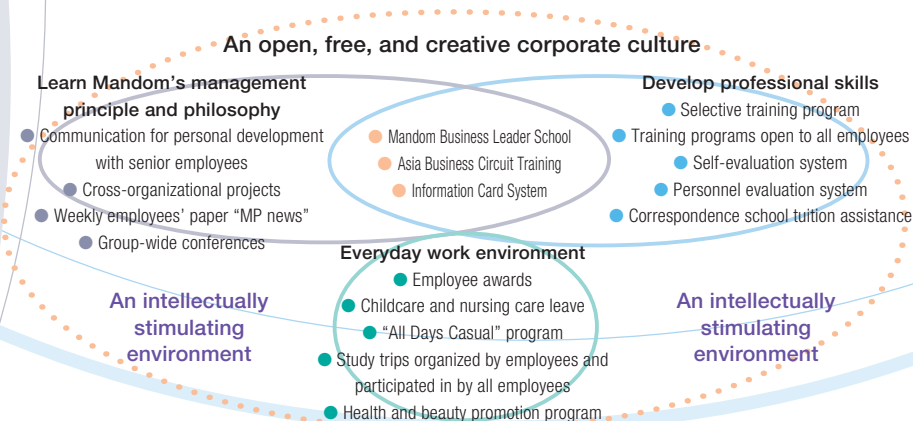 An open, free, and creative corporate culture
Learn Mandom’s management
principle and philosophy
● Communication for personal development
with senior employees
● Cross-organizational projects
● Weekly employees’ paper “MP news”
● Group-wide conferences
● Mandom Business Leader School
● Asia Business Circuit Training
● Information Card System
Develop professional skills
● Selective training program
● Training programs open to all employees
● Self-evaluation system
● Personnel evaluation system
● Correspondence school tuition assistance
Everyday work environment
● Employee awards
● Childcare and nursing care leave
● “All Days Casual” program
● Study trips organized by employees and
participated in by all employees
● Health and beauty promotion program
An intellectually
stimulating
environment
An intellectually
stimulating
environment